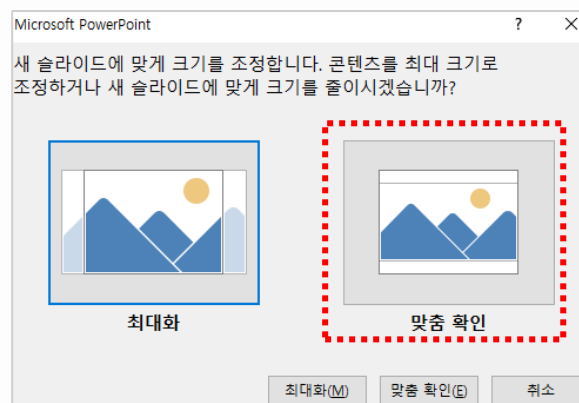 Microsoft PowerPoint ? ×
새 슬라이드에 맞게 크기를 조정합니다. 콘텐츠를 최대 크기로
조정하거나 새 슬라이드에 맞게 크기를 줄이시겠습니까?
최대화 맞춤 확인
최대화(M) 맞춤 확인(E) 취소